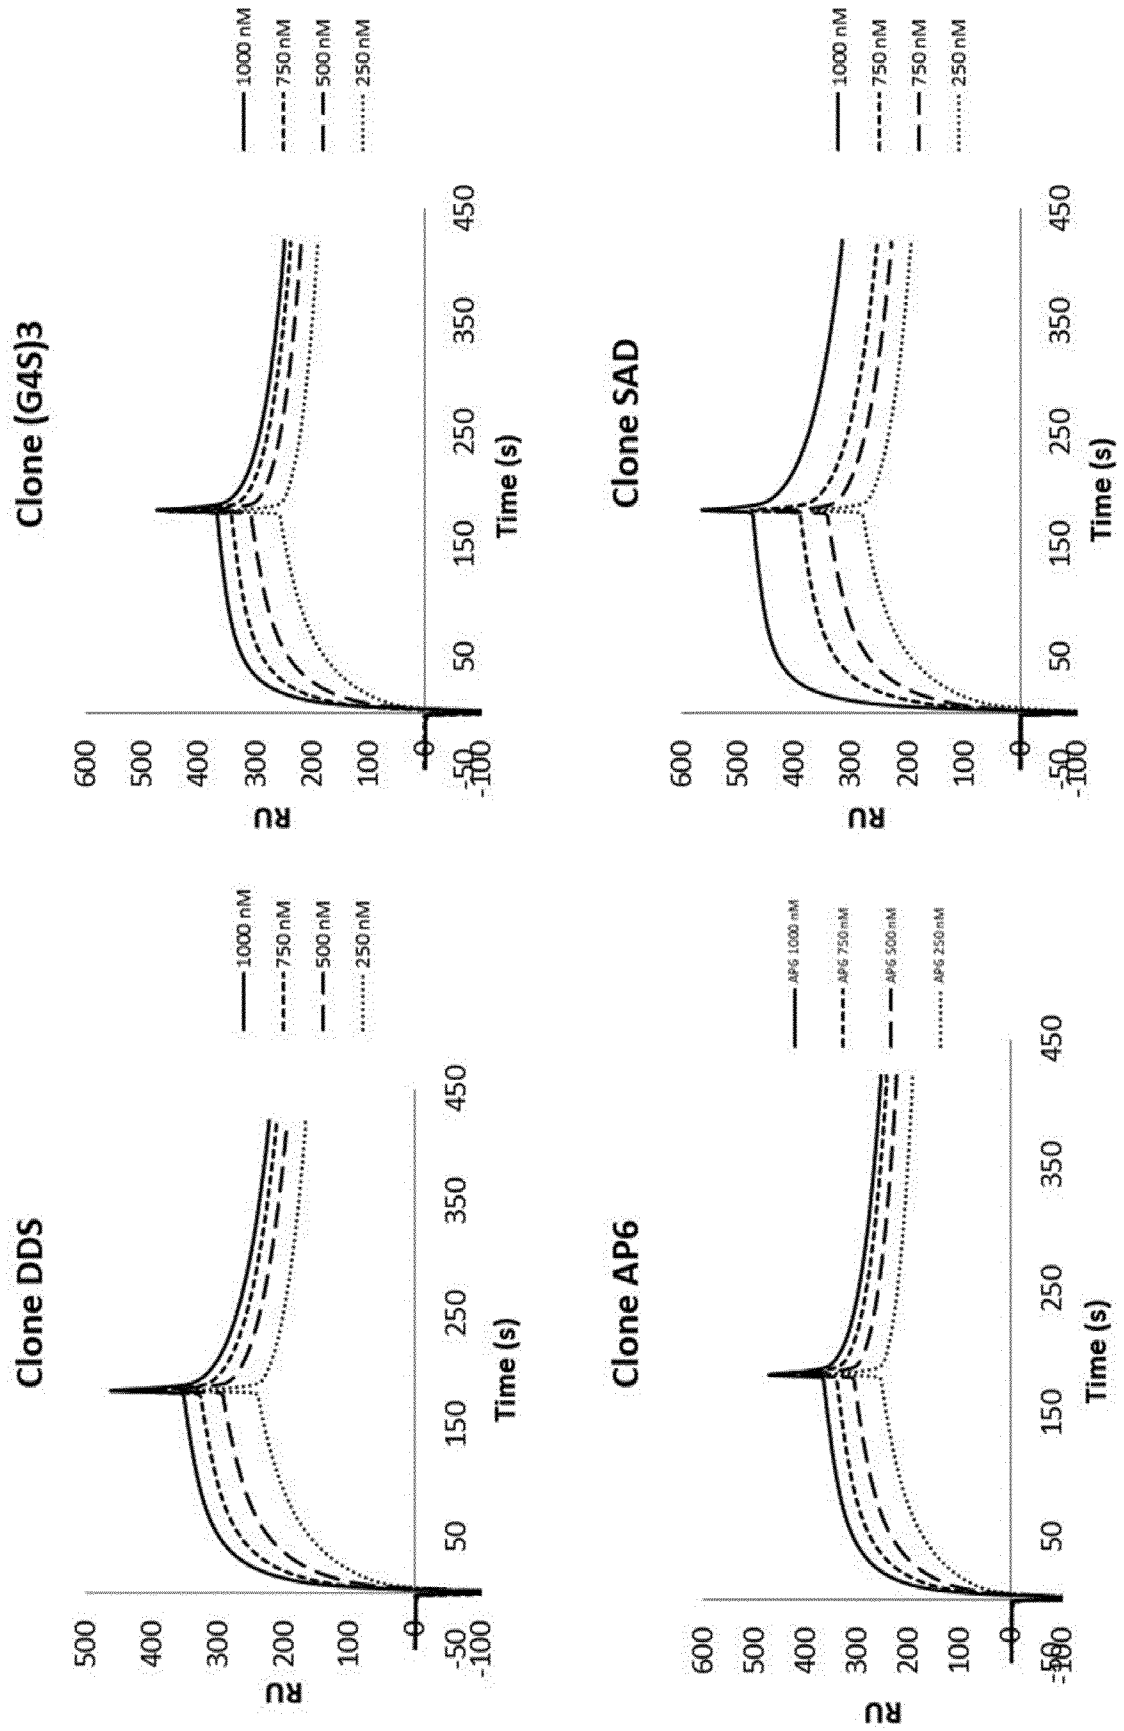 Clone DDS
500
400
300
200
100
0
-100
RU
-50
50
150
250
350
450
Time (s)
1000 nM
750 nM
500 nM
250 nM
Clone (G4S)3
600
500
400
300
200
100
0
-100
RU
-50
50
150
250
350
450
Time (s)
1000 nM
750 nM
500 nM
250 nM
Clone AP6
600
500
400
300
200
100
0
-100
RU
-50
50
150
250
350
450
Time (s)
AP6 1000 nM
AP6 750 nM
AP6 500 nM
AP6 250 nM
Clone SAD
600
500
400
300
200
100
0
-100
RU
-50
50
150
250
350
450
Time (s)
1000 nM
750 nM
750 nM
250 nM